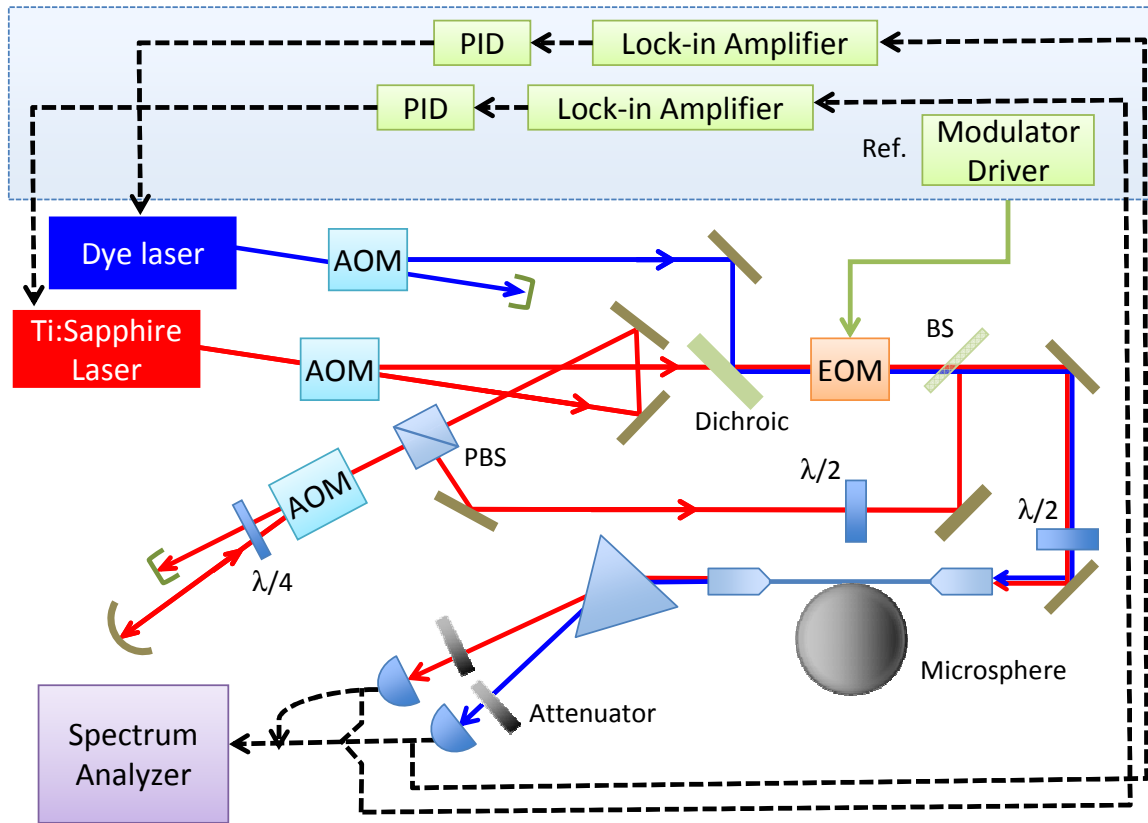 PID
Lock-in Amplifier
PID
Lock-in Amplifier
Ref.
Modulator
Driver
Dye laser
AOM
Ti:Sapphire
Laser
AOM
EOM
BS
Dichroic
PBS
AOM
λ/2
λ/2
λ/4
Microsphere
Attenuator
Spectrum
Analyzer